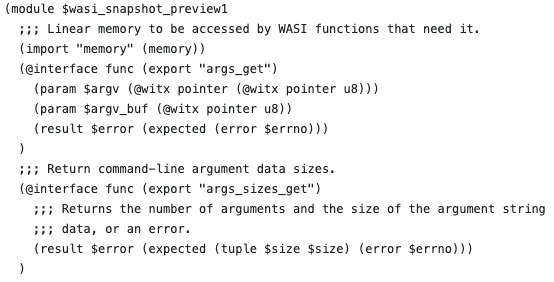 (module $wasi_snapshot_preview1
  ;;; Linear memory to be accessed by WASI functions that need it.
  (import "memory" (memory))
  (@interface func (export "args_get")
    (param $argv (@witx pointer (@witx pointer u8)))
    (param $argv_buf (@witx pointer u8))
    (result $error (expected (error $errno)))
  )
  ;;; Return command-line argument data sizes.
  (@interface func (export "args_sizes_get")
    ;;; Returns the number of arguments and the size of the argument string
    ;;; data, or an error.
    (result $error (expected (tuple $size $size) (error $errno)))
  )